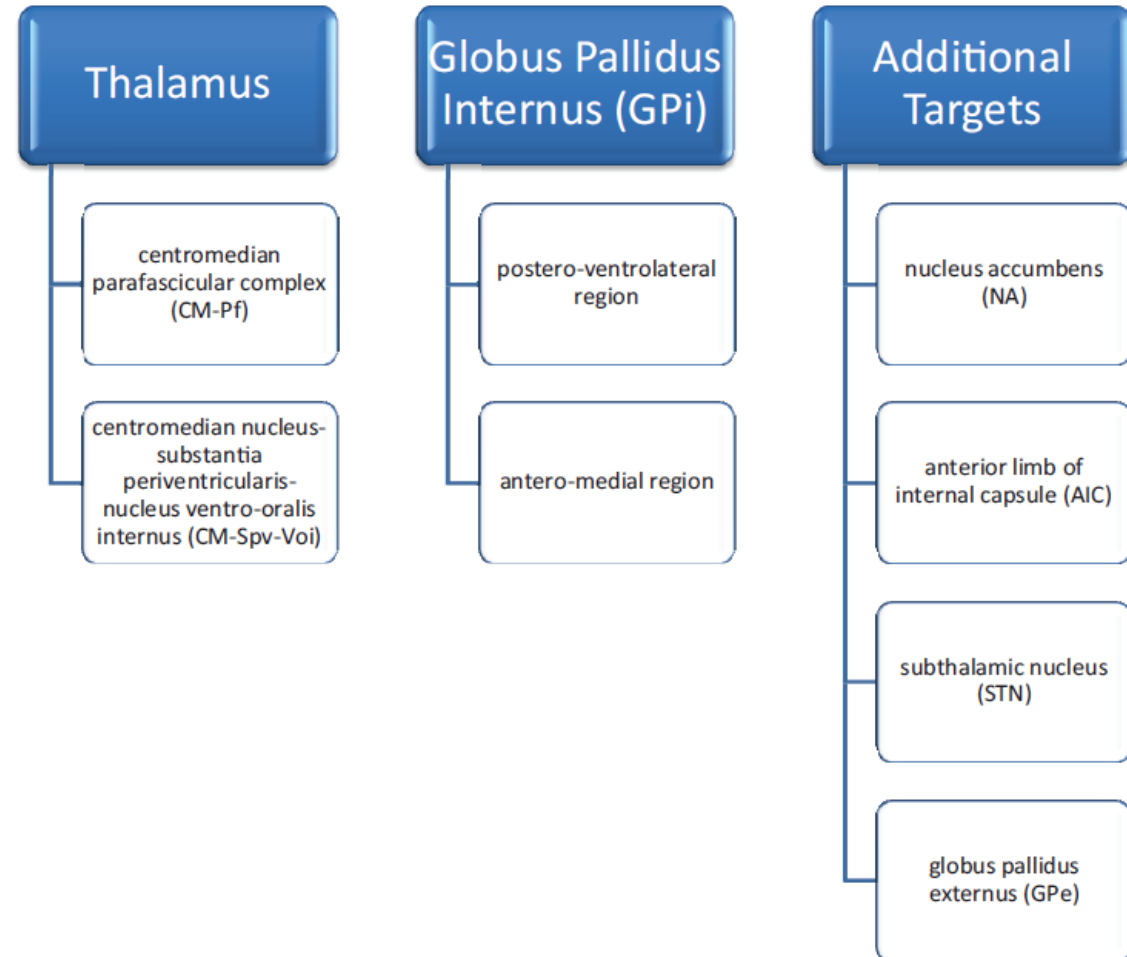 Thalamus
centromedian
parafascicular complex
(CM-Pf)
centromedian nucleus-
substantia
periventricularis-
nucleus ventro-oralis
internus (CM-Spv-Voi)
Globus Pallidus
Internus (GPi)
postero-ventrolateral
region
antero-medial region
Additional
Targets
nucleus accumbens
(NA)
anterior limb of
internal capsule (AIC)
subthalamic nucleus
(STN)
globus pallidus
externus (GPe)